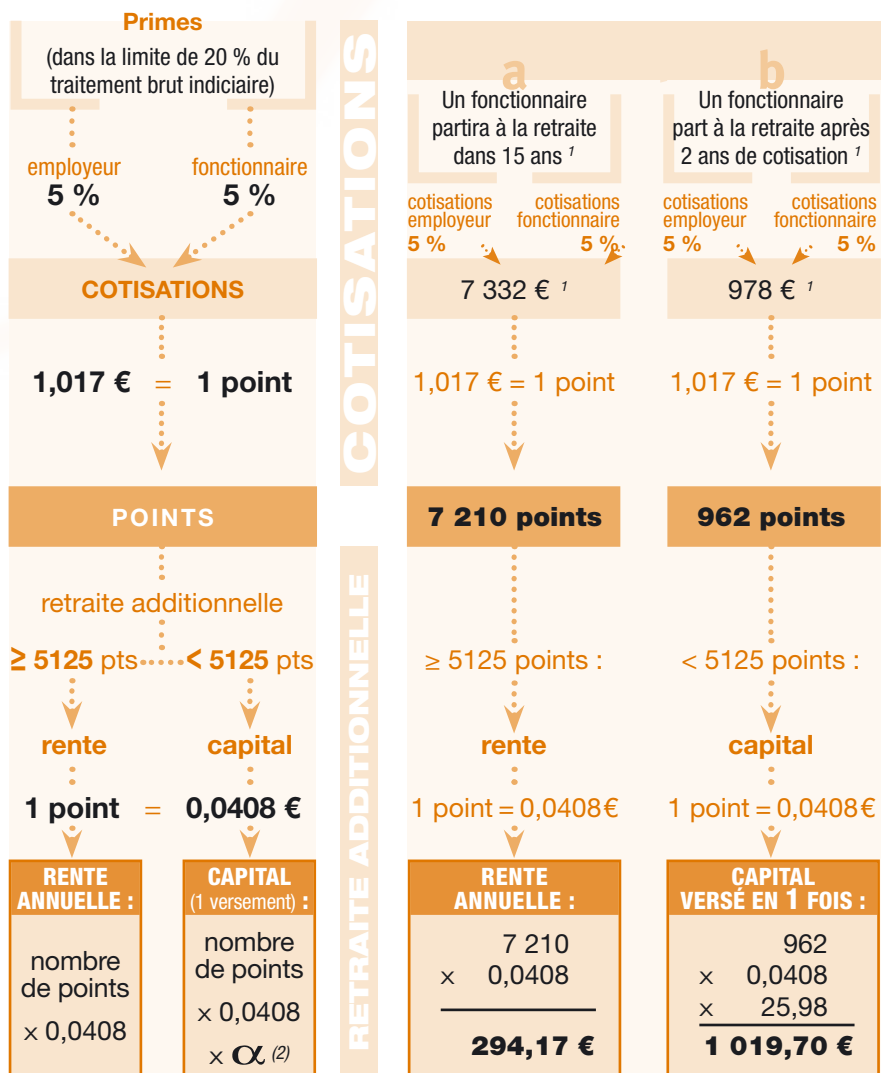 Primes
(dans la limite de 20 % du
traitement brut indiciaire)
employeur
5 %
fonctionnaire
5 %
COTISATIONS
1,017 € = 1 point
POINTS
retraite additionnelle
≥ 5125 pts
< 5125 pts
rente
capital
1 point = 0,0408 €
RENTE
ANNUELLE :
nombre
de points
x 0,0408
CAPITAL
(1 versement) :
nombre
de points
x 0,0408
x α (2)
COTISATIONS
RETRAITE ADDITIONNELLE
a
Un fonctionnaire
partira à la retraite
dans 15 ans 1
cotisations
employeur
5 %
cotisations
fonctionnaire
5 %
7 332 € 1
1,017 € = 1 point
7 210 points
≥ 5125 points :
rente
1 point = 0,0408€
RENTE
ANNUELLE :
7 210
x 0,0408
294,17 €
b
Un fonctionnaire
part à la retraite après
2 ans de cotisation 1
cotisations
employeur
5 %
cotisations
fonctionnaire
5 %
978 € 1
1,017 € = 1 point
962 points
< 5125 points :
capital
1 point = 0,0408€
CAPITAL
VERSÉ EN 1 FOIS :
962
x 0,0408
x 25,98
1 019,70 €